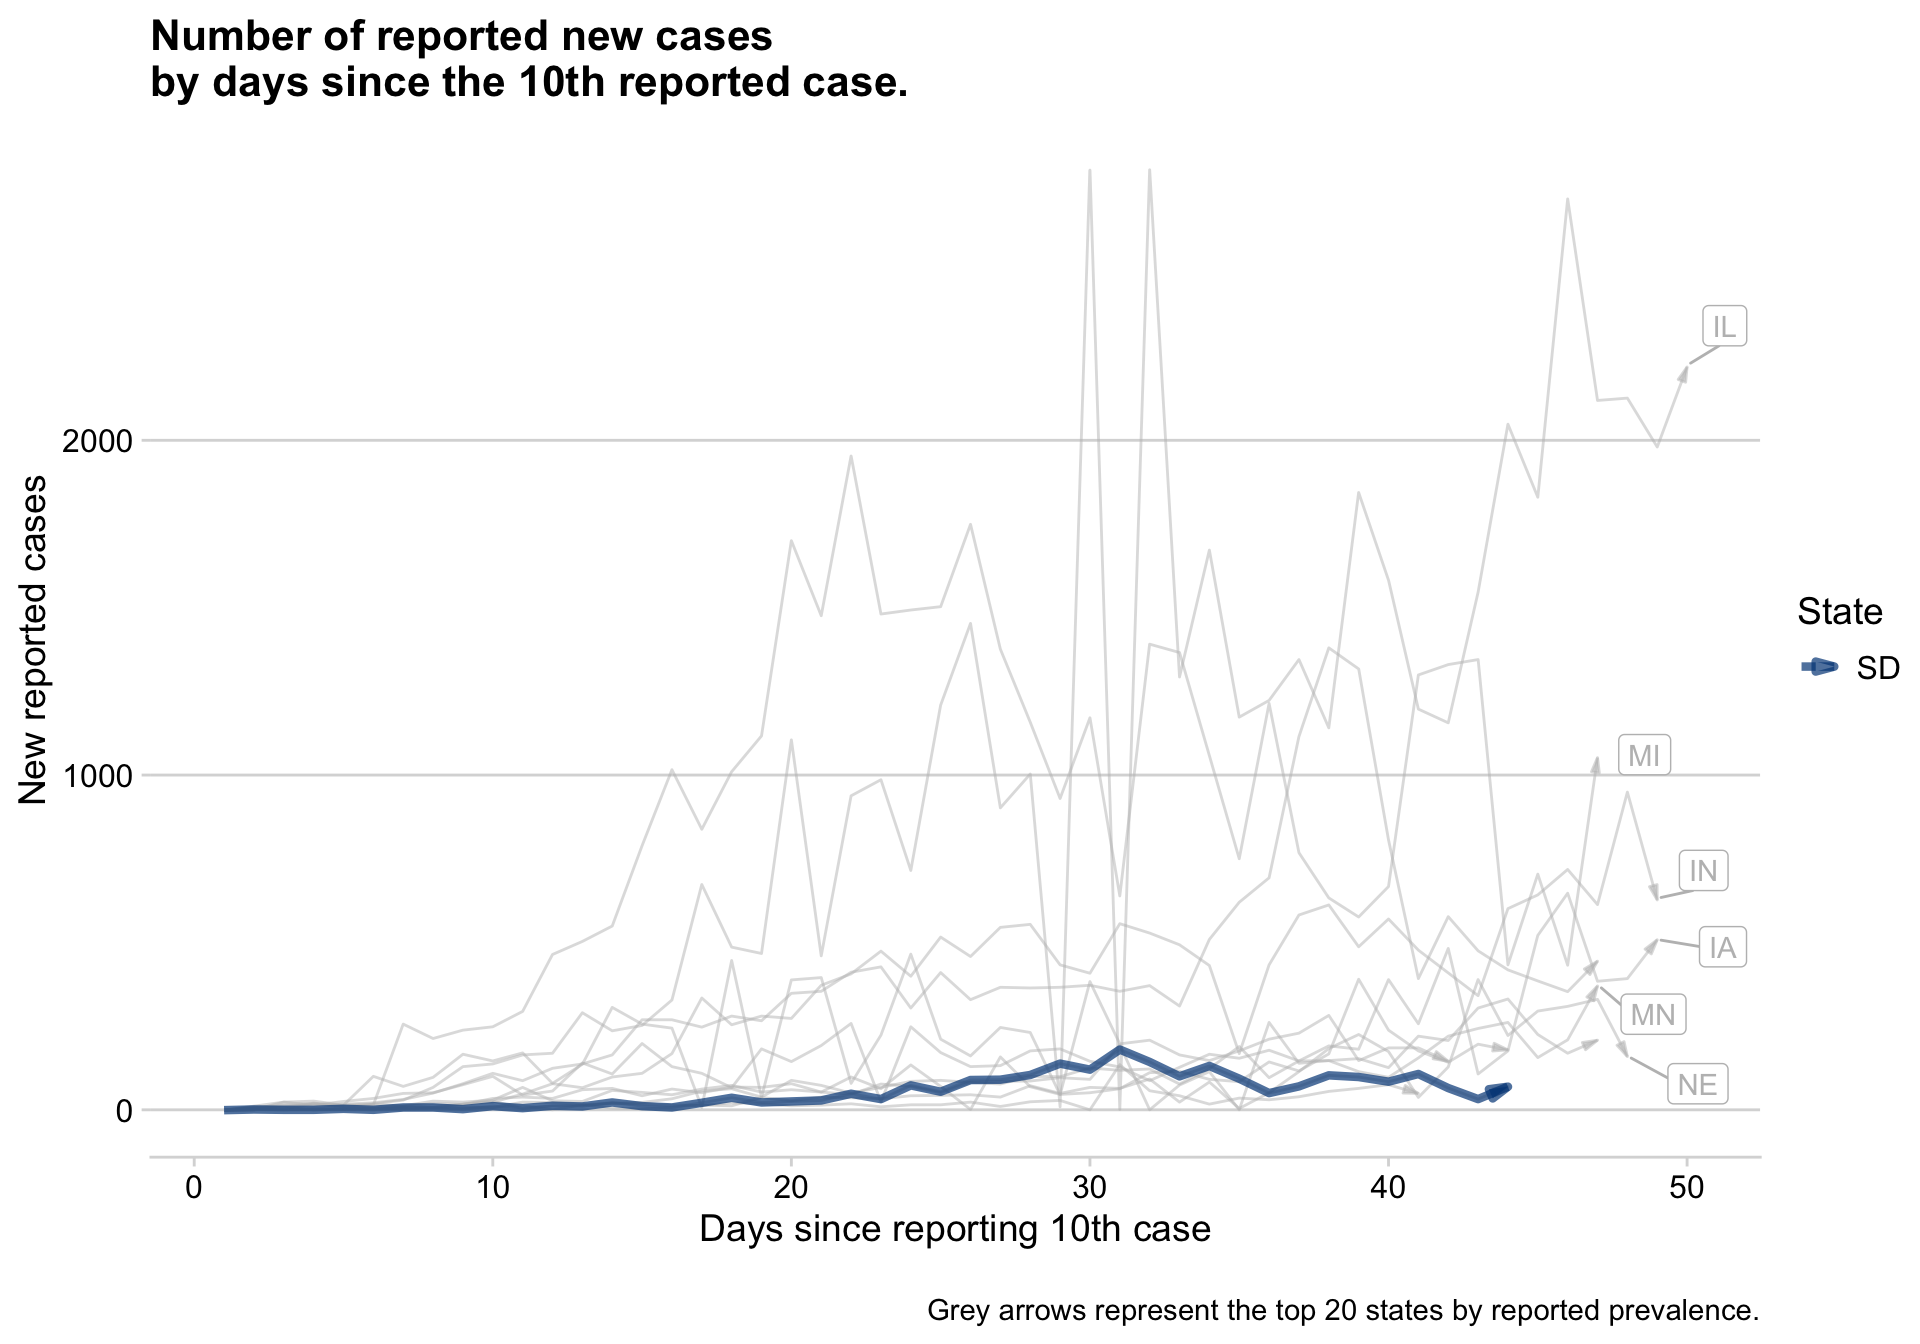 Number of reported new cases
by days since the 10th reported case.
New reported cases
2000
1000
0
0 10 20 30 40 50
Days since reporting 10th case
IL
MI
IN
IA
MN
NE
State
SD
Grey arrows represent the top 20 states by reported prevalence.